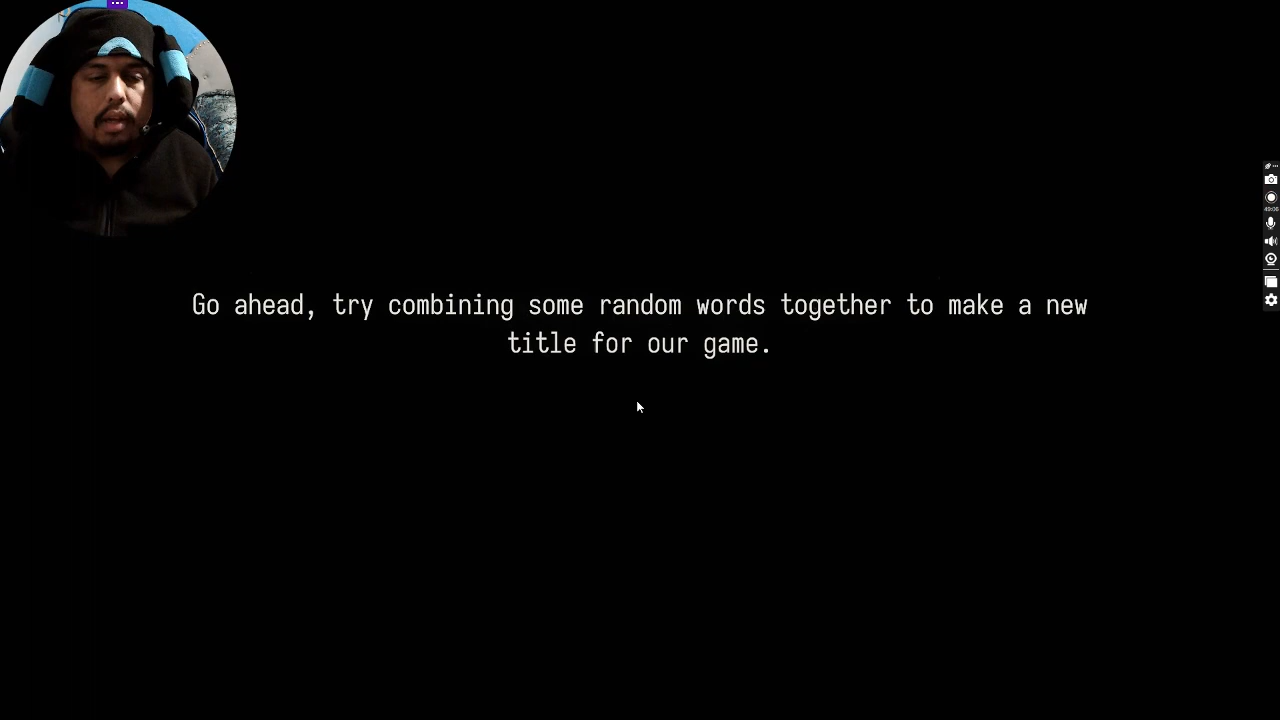 Go ahead, try combining some random words together to make a new
title for our game.